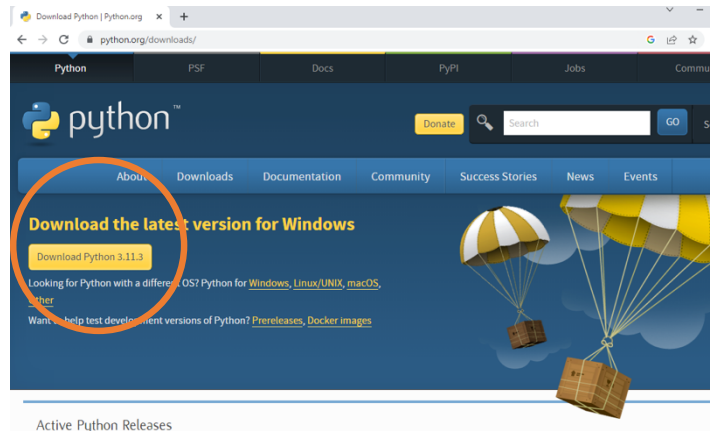 Download Python | Python.org
python.org/downloads/
Python PSF Docs PyPI Jobs Commu
python™
Donate Search GO S
About Downloads Documentation Community Success Stories News Events
Download the latest version for Windows
Download Python 3.11.3
Looking for Python with a different OS? Python for Windows, Linux/UNIX, macOS,
Other
Want to help test development versions of Python? Prereleases, Docker images
Active Python Releases